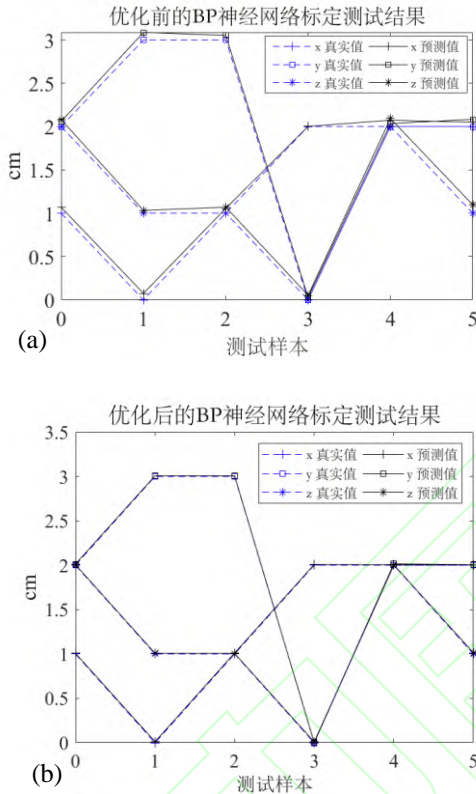 优化前的BP神经网络标定测试结果
x 真实值 x 预测值
y 真实值 y 预测值
z 真实值 z 预测值
3
2.5
2
1.5
1
0.5
0
cm
0 1 2 3 4 5
测试样本
(a)
优化后的BP神经网络标定测试结果
x 真实值 x 预测值
y 真实值 y 预测值
z 真实值 z 预测值
3.5
3
2.5
2
1.5
1
0.5
0
cm
0 1 2 3 4 5
测试样本
(b)